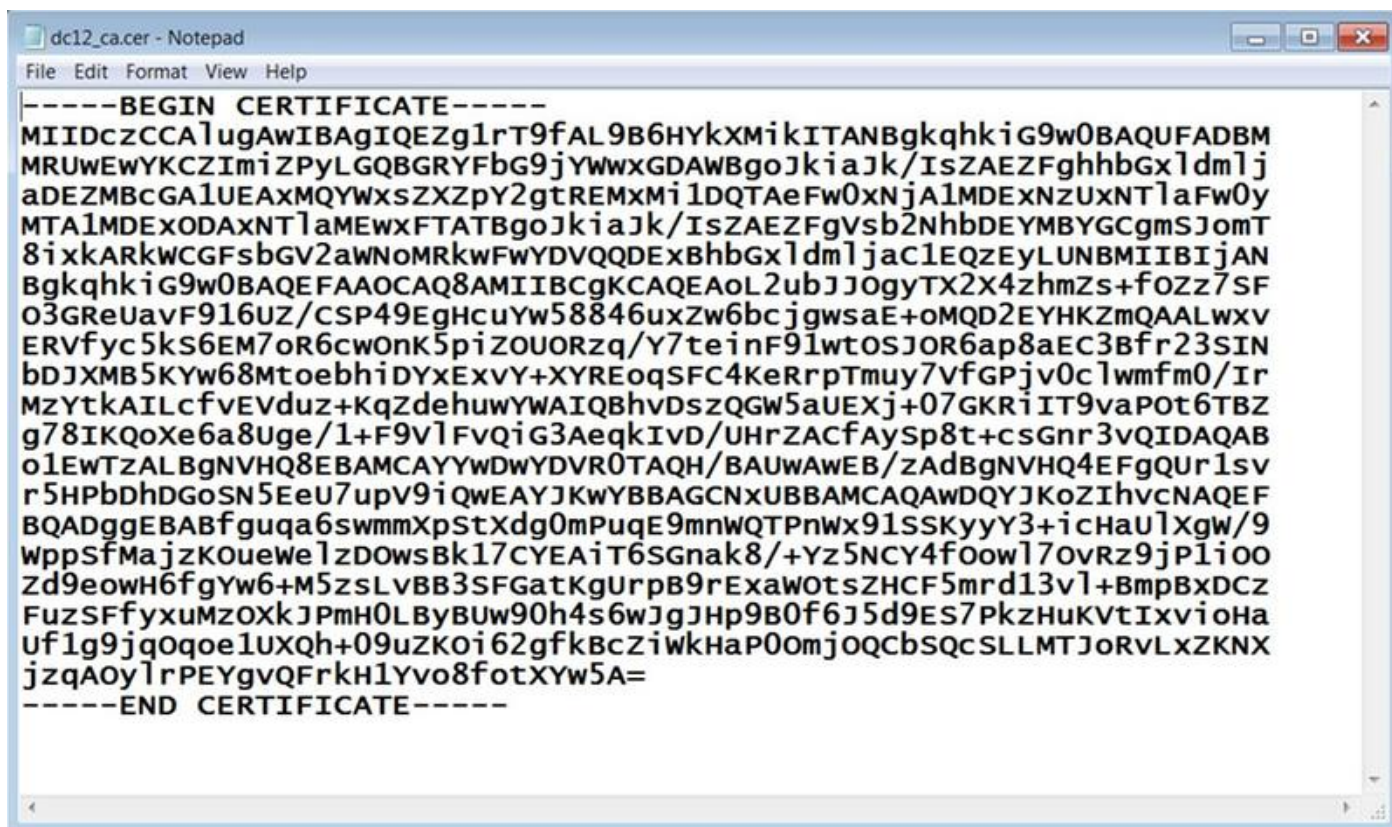 dc12_ca.cer - Notepad
File Edit Format View Help
-----BEGIN CERTIFICATE-----
MIIDczCCAlugAwIBAgIQEZg1rT9fAL9B6HYkXMikITANBgkqhkiG9w0BAQUFADBM
MRUwEwYKCZImiZPyLGQBGRYFbG9jYWwxGDAWBgoJkiaJk/IsZAEZFghhbGxldmlj
aDEZMBcGA1UEAxMQYWxsZXZpY2gtREMxMi1DQTAeFw0xNjA1MDExNzUxNTlaFw0y
MTA1MDExODAxNTlaMEwxFTATBgoJkiaJk/IsZAEZFgVsb2NhbDEYMBYGCgmSJomT
8ixkARkWCGFsbGV2aWNoMRkwFwYDVQQDExBhbGxldmljaC1EQzEyLUNBMIIBIjAN
BgkqhkiG9w0BAQEFAAOCAQ8AMIIBCgKCAQEAoL2ubJJOgyTX2X4zhmZs+fOZz7SF
O3GReUavF916UZ/CSP49EgHcuYw58846uxZw6bcjgwsaE+oMQD2EYHKZmQAALwxv
ERVfyc5kS6EM7oR6cwOnK5piZOUORzq/Y7teinF91wtOSJOR6ap8aEC3Bfr23SIN
bDJXMB5KYw68MtoebhiDYxExvY+XYREoqSFC4KeRrpTmuy7VfGPjv0clwmfm0/Ir
MzYtkAILcfvEVduz+KqZdehuwYWAIQBhvDszQGW5aUEXj+07GKRiIT9vaPOt6TBZ
g78IKQoXe6a8Uge/1+F9VlFvQiG3AeqkIvD/UHrZACfAySp8t+csGnr3vQIDAQAB
o1EwTzALBgNVHQ8EBAMCAYYwDwYDVR0TAQH/BAUwAwEB/zAdBgNVHQ4EFgQUr1sv
r5HPbDhDGoSN5EeU7upV9iQwEAYJKwYBBAGCNxUBBAMCAQAwDQYJKoZIhvcNAQEF
BQADggEBABfguqa6swmmXpStXdg0mPuqE9mnWQTPnWx91SSKyyY3+icHaUlXgW/9
WppSfMajzKOueWelzDOwsBk17CYEAiT6SGnak8/+Yz5NCY4fOowl7OvRz9jP1iOO
Zd9eowH6fgYw6+M5zsLvBB3SFGatKgUrpB9rExaWOtsZHCF5mrd13vl+BmpBxDCz
FuzSFfyxuMzOXkJPmH0LByBUw90h4s6wJgJHp9B0f6J5d9ES7PkzHuKVtIxvioHa
Uf1g9jqOqoe1UXQh+09uZKOi62gfkBcZiWkHaP0OmjOQCbSQcSLLMTJoRvLxZKNX
jzqAOylrPEYgvQFrkH1Yvo8fotXYw5A=
-----END CERTIFICATE-----